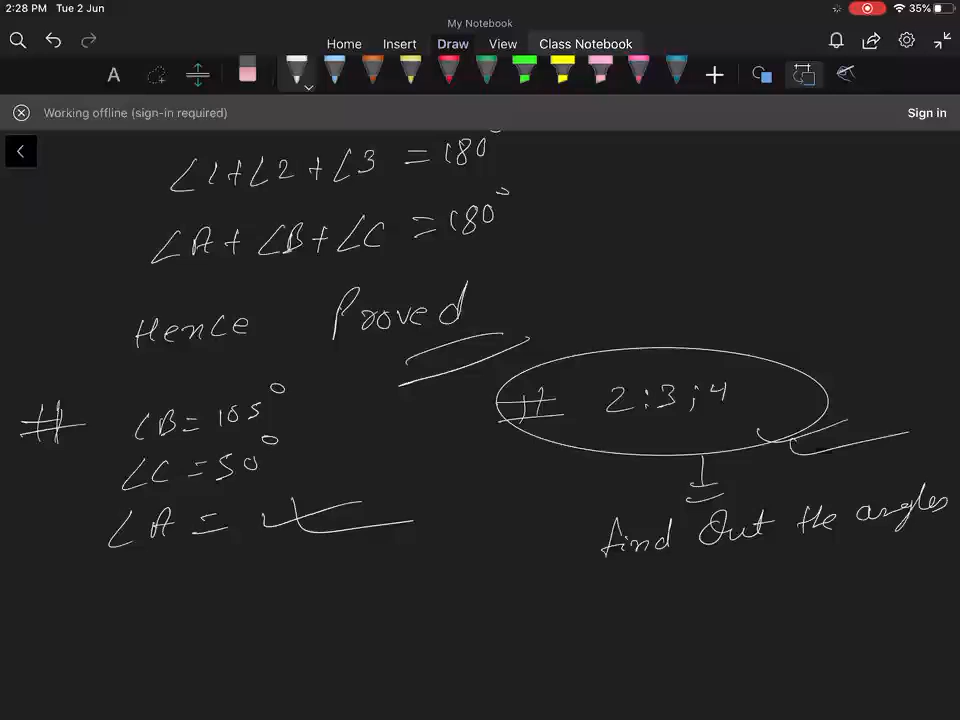 2:28 PM Tue 2 Jun
35%
My Notebook
Home Insert Draw View Class Notebook
A
Working offline (sign-in required)
Sign in
∠1+∠2+∠3 = 180°
∠A+∠B+∠C = 180°
Hence Proved
# ∠B = 105°
∠C = 50°
∠A =
# 2:3;4
find Out the angles